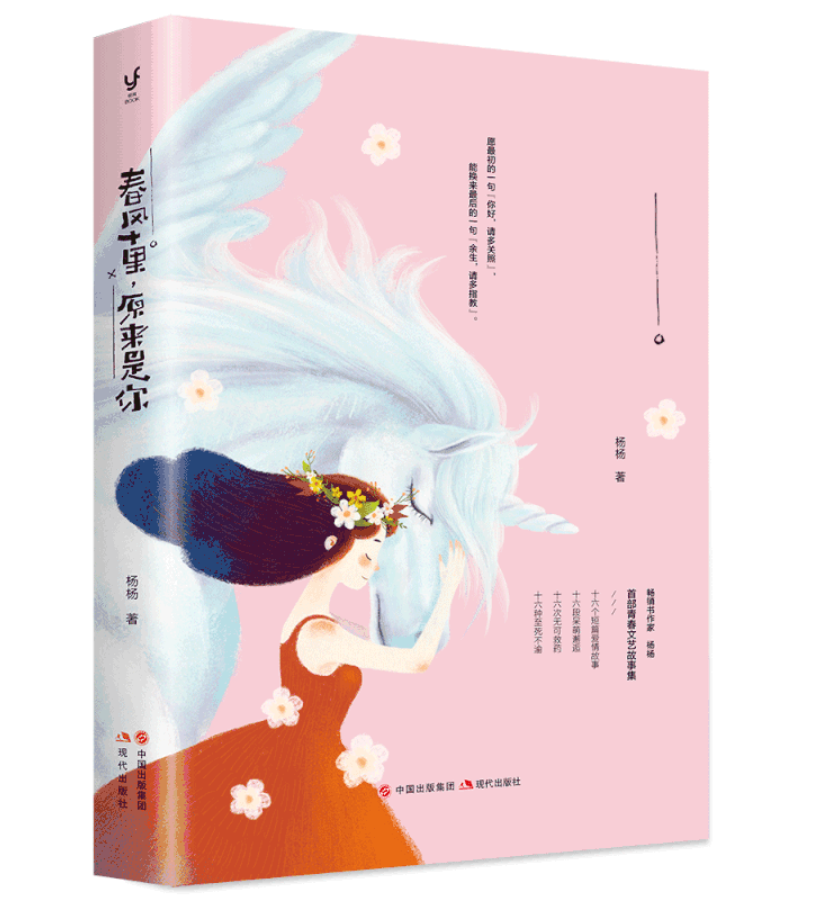 春风十里，原来是你
杨杨 著
现代出版社
中国出版集团
愿最初的一句『你好，请多关照』，
能换来最后的一句『余生，请多指教』。
杨杨 著
畅销书作家 杨杨
首部青春文艺故事集
///
十六个短篇爱情故事
十六段呆萌邂逅
十六次无可救药
十六种至死不渝
中国出版集团 现代出版社